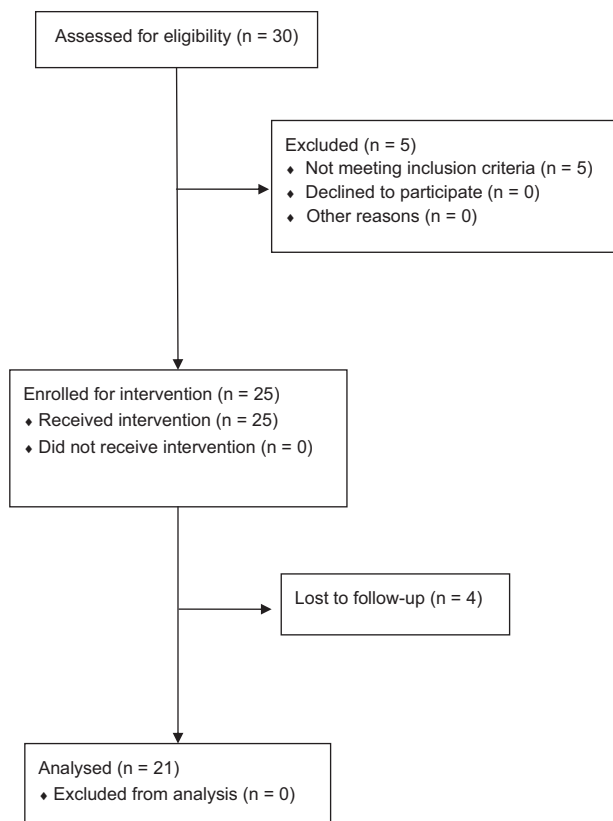 Assessed for eligibility (n = 30)
Excluded (n = 5)
♦ Not meeting inclusion criteria (n = 5)
♦ Declined to participate (n = 0)
♦ Other reasons (n = 0)
Enrolled for intervention (n = 25)
♦ Received intervention (n = 25)
♦ Did not receive intervention (n = 0)
Lost to follow-up (n = 4)
Analysed (n = 21)
♦ Excluded from analysis (n = 0)